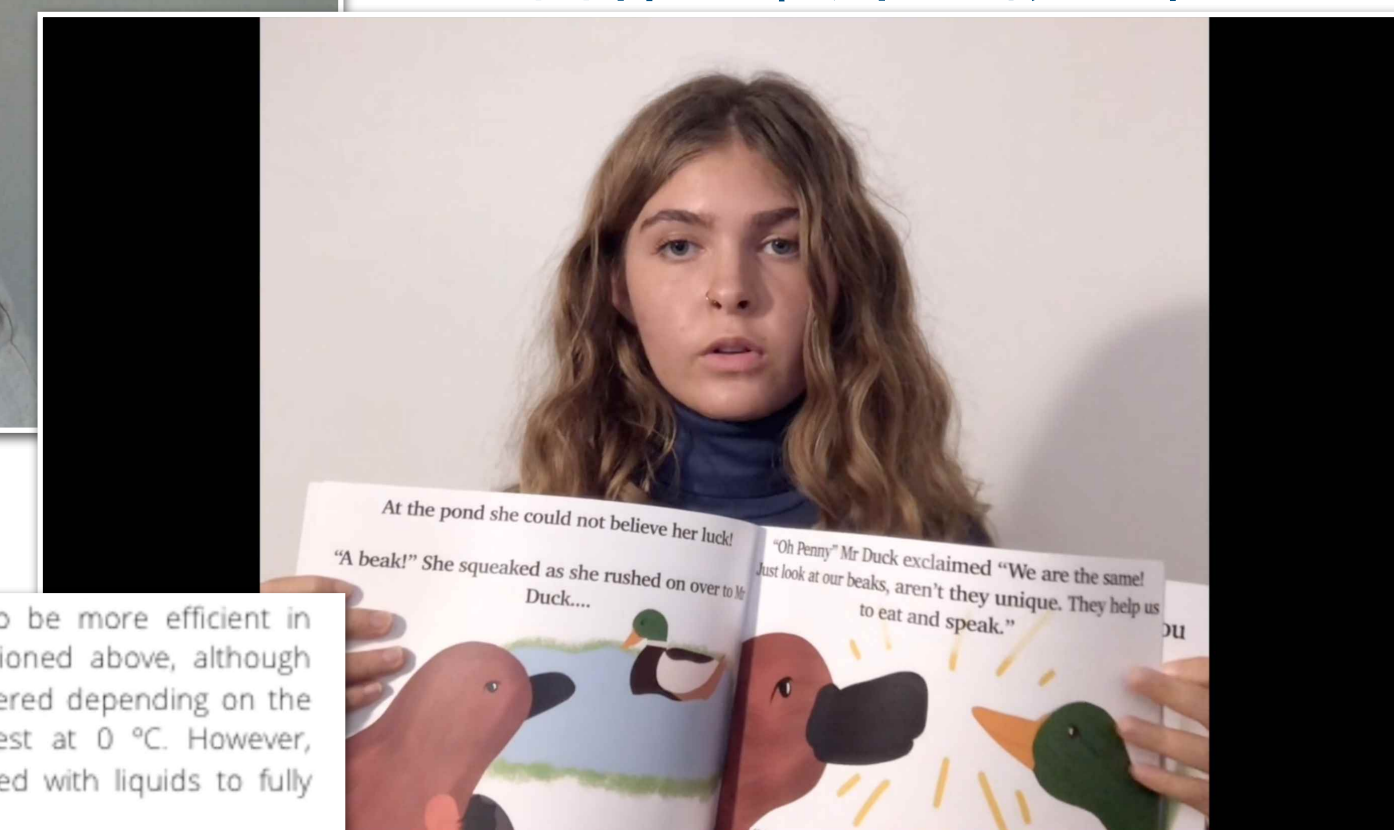 At the pond she could not believe her luck!
“A beak!” She squeaked as she rushed on over to Mr
Duck....
“Oh Penny” Mr Duck exclaimed “We are the same!
Just look at our beaks, aren’t they unique. They help us
to eat and speak.”
ou
o be more efficient in
ioned above, although
ered depending on the
est at 0 °C. However,
ed with liquids to fully